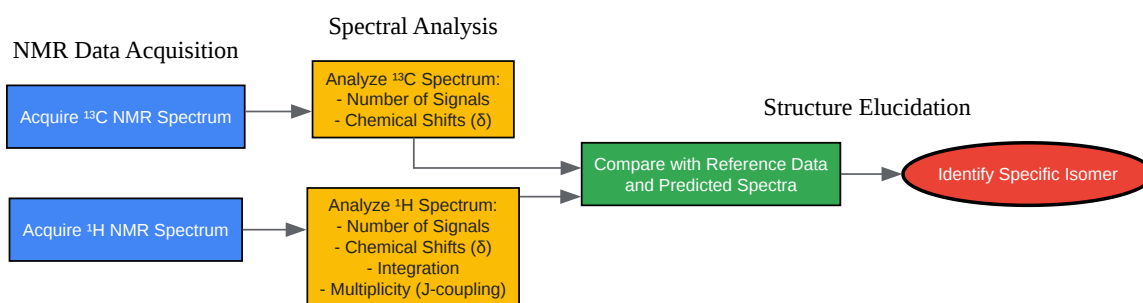 NMR Data Acquisition
Spectral Analysis
Structure Elucidation
Acquire ¹³C NMR Spectrum
Analyze ¹³C Spectrum:
- Number of Signals
- Chemical Shifts (δ)
Acquire ¹H NMR Spectrum
Analyze ¹H Spectrum:
- Number of Signals
- Chemical Shifts (δ)
- Integration
- Multiplicity (J-coupling)
Compare with Reference Data
and Predicted Spectra
Identify Specific Isomer